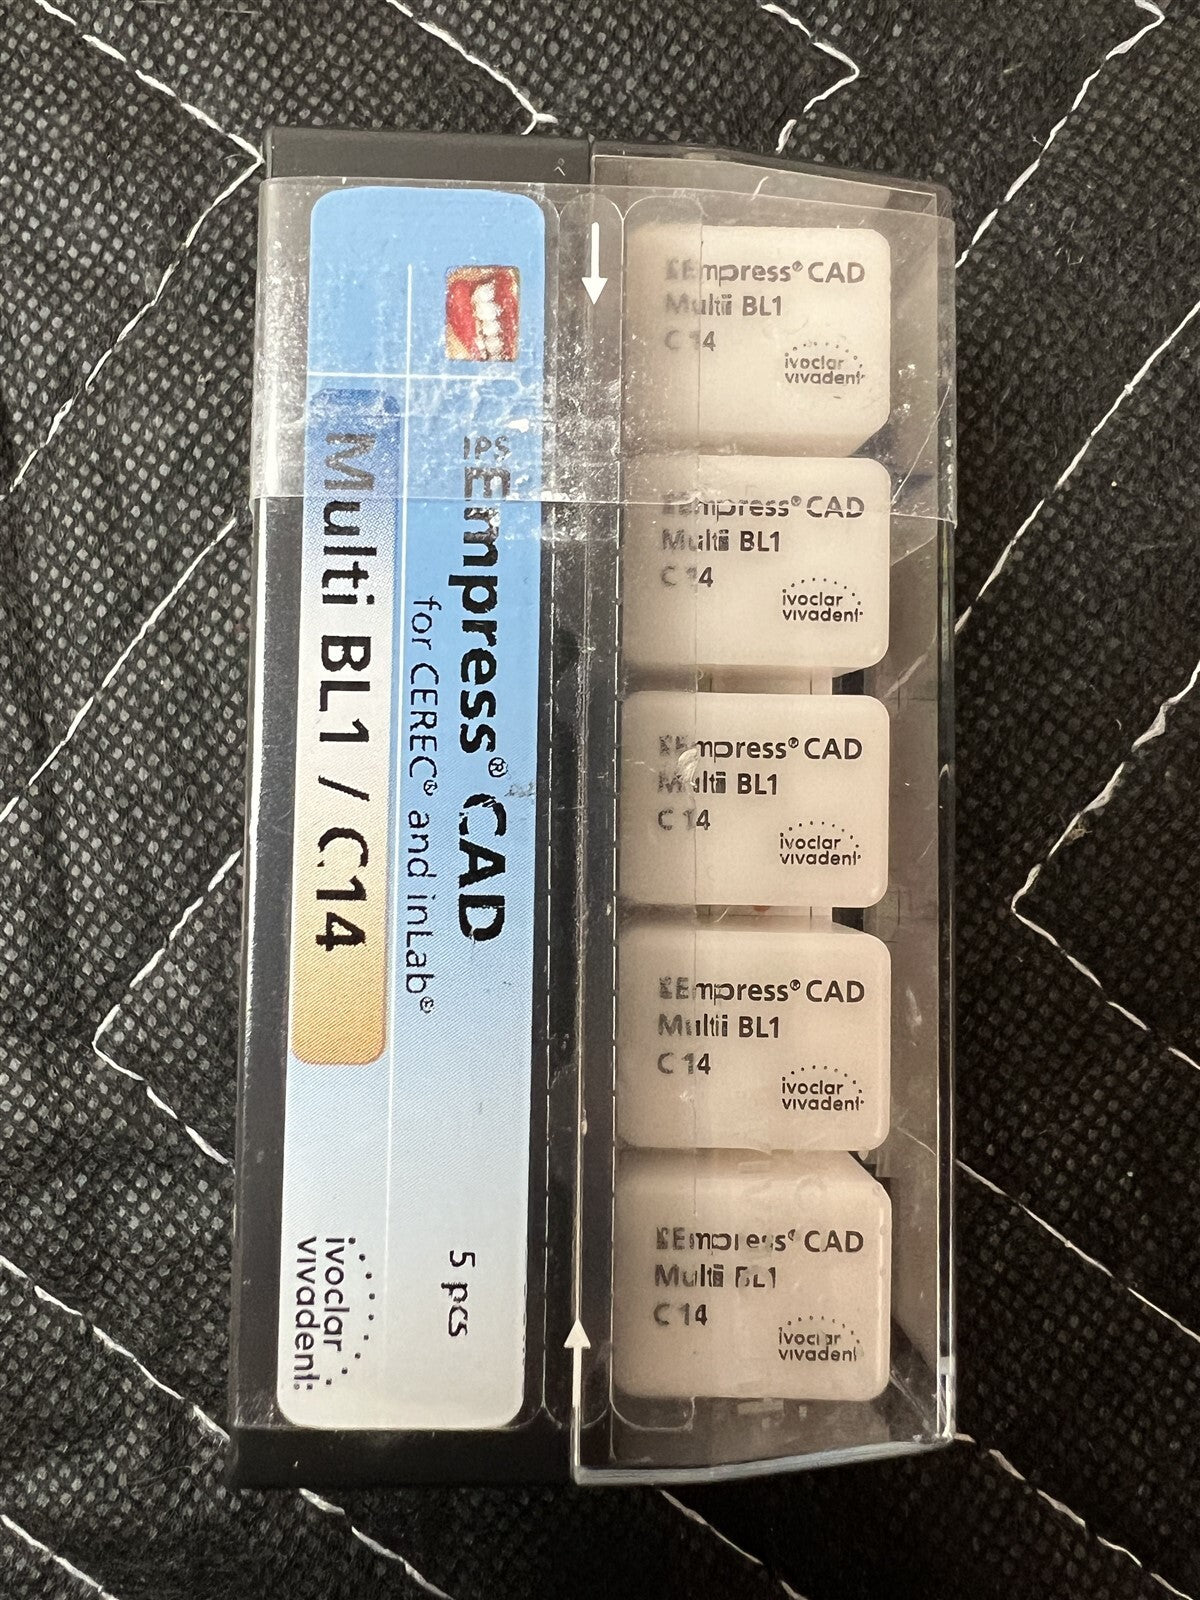 IPS
Empress® CAD
for CEREC® and inLab®
Multi BL1 / C14
5 pcs
ivoclar
vivadent
Empress® CAD
Multi BL1
C 14
ivoclar
vivadent
Empress® CAD
Multi BL1
C 14
ivoclar
vivadent
Empress® CAD
Multi BL1
C 14
ivoclar
vivadent
Empress® CAD
Multi BL1
C 14
ivoclar
vivadent
Empress® CAD
Multi BL1
C 14
ivoclar
vivadent